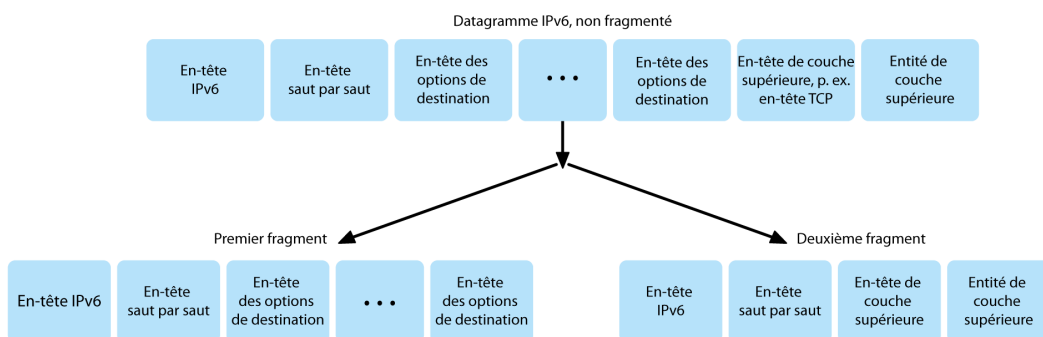 Datagramme IPv6, non fragmenté
En-tête
IPv6
En-tête
saut par saut
En-tête des
options de
destination
• • •
En-tête des
options de
destination
En-tête de couche
supérieure, p. ex.
en-tête TCP
Entité de
couche
supérieure
Premier fragment
En-tête IPv6
En-tête
saut par saut
En-tête
des options
de destination
• • •
En-tête
des options
de destination
Deuxième fragment
En-tête
IPv6
En-tête
saut par saut
En-tête de
couche
supérieure
Entité de
couche
supérieure